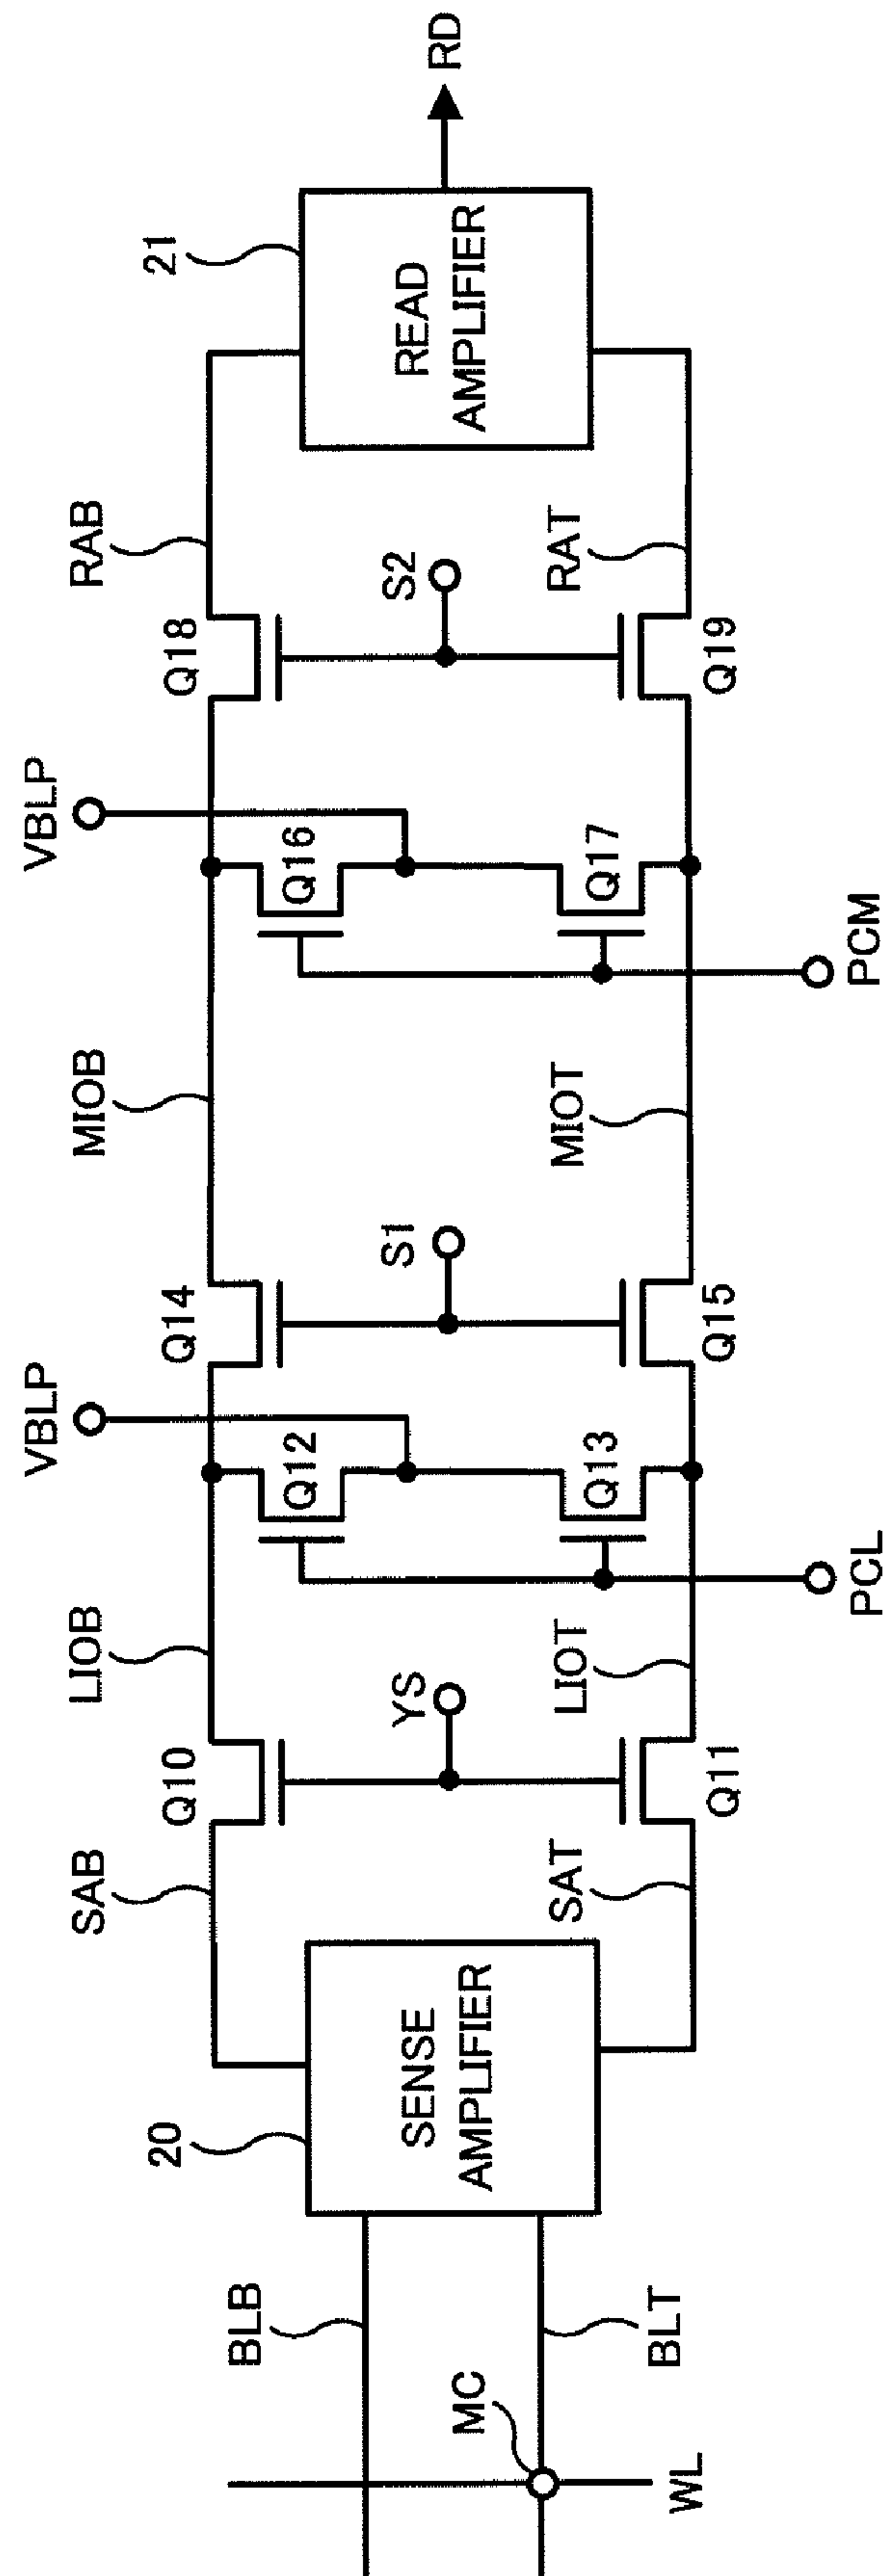 BLB
BLT
MC
WL
20
SENSE
AMPLIFIER
SAB
SAT
Q10
Q11
YS
LIOB
LIOT
VBLP
Q12
Q13
PCL
Q14
Q15
S1
MIOB
MIOT
VBLP
Q16
Q17
PCM
Q18
Q19
S2
RAB
RAT
21
READ
AMPLIFIER
RD